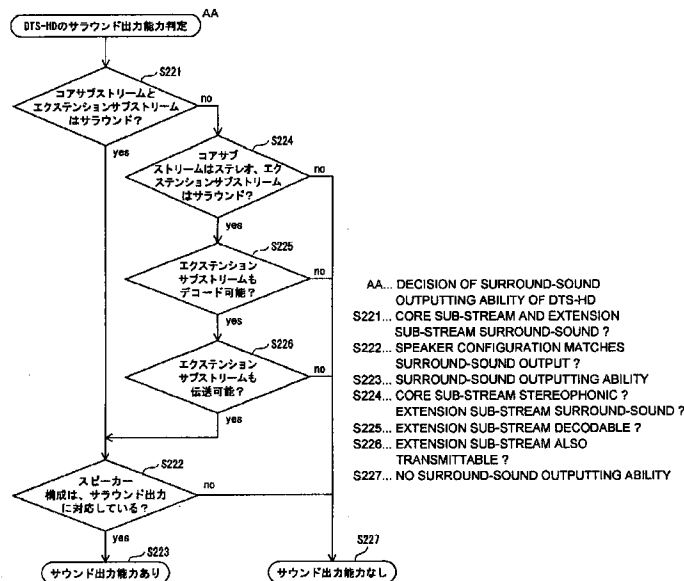 DTS-HDのサラウンド出力能力判定
AA
S221
コアサブストリームと
エクステンションサブストリーム
はサラウンド?
no
yes
S224
コアサブ
ストリームはステレオ、エク
ステンションサブストリーム
はサラウンド?
no
yes
S225
エクステンション
サブストリームも
デコード可能?
no
yes
S226
エクステンション
サブストリームも
伝送可能?
no
yes
S222
スピーカー
構成は、サラウンド出力
に対応している?
no
yes
S223
サウンド出力能力あり
S227
サウンド出力能力なし
AA... DECISION OF SURROUND-SOUND
OUTPUTTING ABILITY OF DTS-HD
S221... CORE SUB-STREAM AND EXTENSION
SUB-STREAM SURROUND-SOUND ?
S222... SPEAKER CONFIGURATION MATCHES
SURROUND-SOUND OUTPUT ?
S223... SURROUND-SOUND OUTPUTTING ABILITY
S224... CORE SUB-STREAM STEREOPHONIC ?
EXTENSION SUB-STREAM SURROUND-SOUND ?
S225... EXTENSION SUB-STREAM DECODABLE ?
S226... EXTENSION SUB-STREAM ALSO
TRANSMITTABLE ?
S227... NO SURROUND-SOUND OUTPUTTING ABILITY